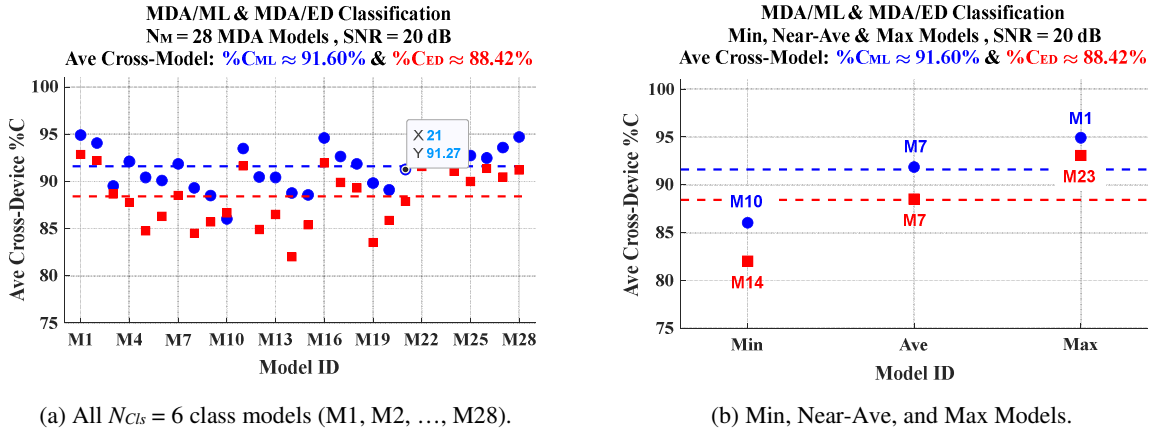 MDA/ML & MDA/ED Classification
NM = 28 MDA Models , SNR = 20 dB
Ave Cross-Model: %CML ≈ 91.60% & %CED ≈ 88.42%
Ave Cross-Device %C
100
95
90
85
80
75
X 21
Y 91.27
M1 M4 M7 M10 M13 M16 M19 M22 M25 M28
Model ID
(a) All NCls = 6 class models (M1, M2, …, M28).
MDA/ML & MDA/ED Classification
Min, Near-Ave & Max Models , SNR = 20 dB
Ave Cross-Model: %CML ≈ 91.60% & %CED ≈ 88.42%
Ave Cross-Device %C
100
95
90
85
80
75
M1
M7
M23
M10
M7
M14
Min Ave Max
Model ID
(b) Min, Near-Ave, and Max Models.